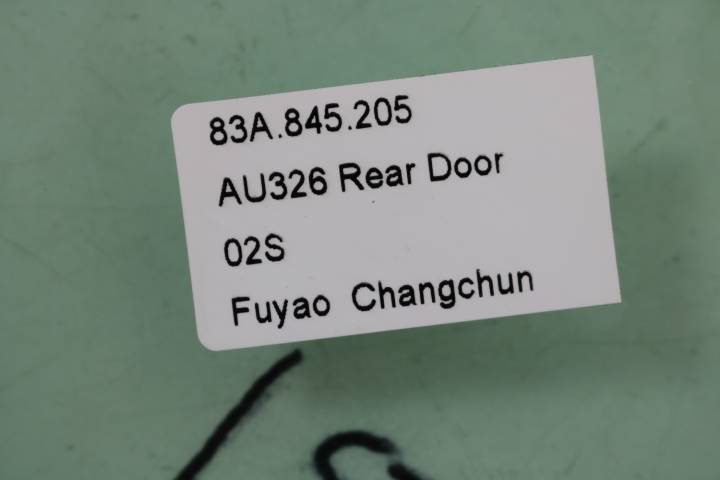 83A.845.205
AU326 Rear Door
02S
Fuyao Changchun